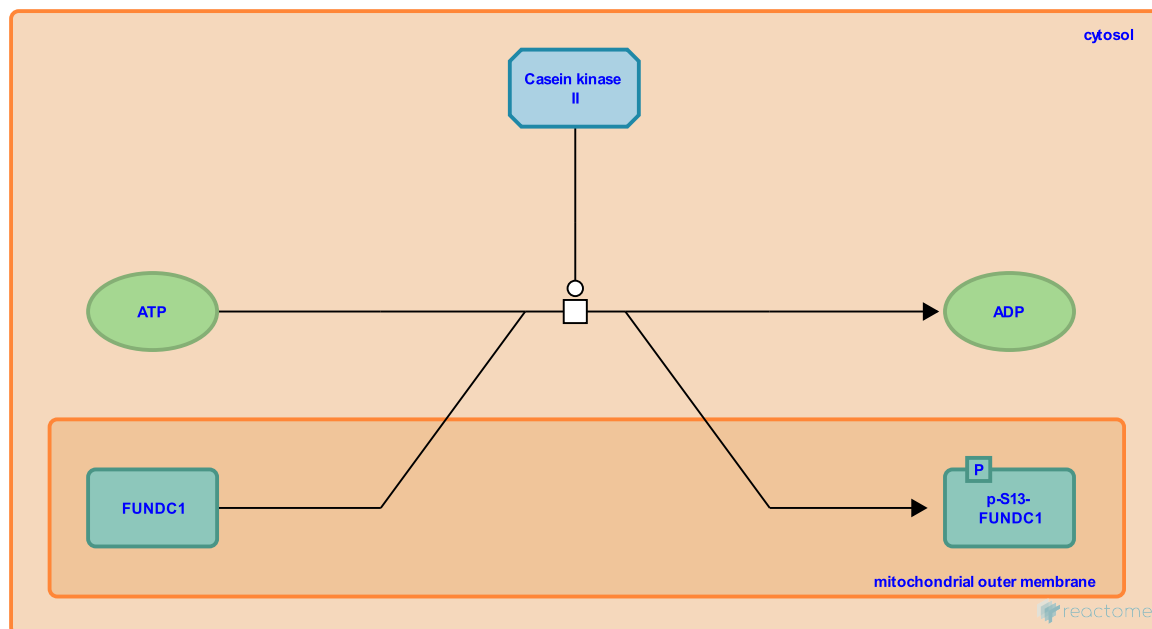 cytosol
Casein kinase
II
ATP
ADP
FUNDC1
P
p-S13-
FUNDC1
mitochondrial outer membrane
reactome